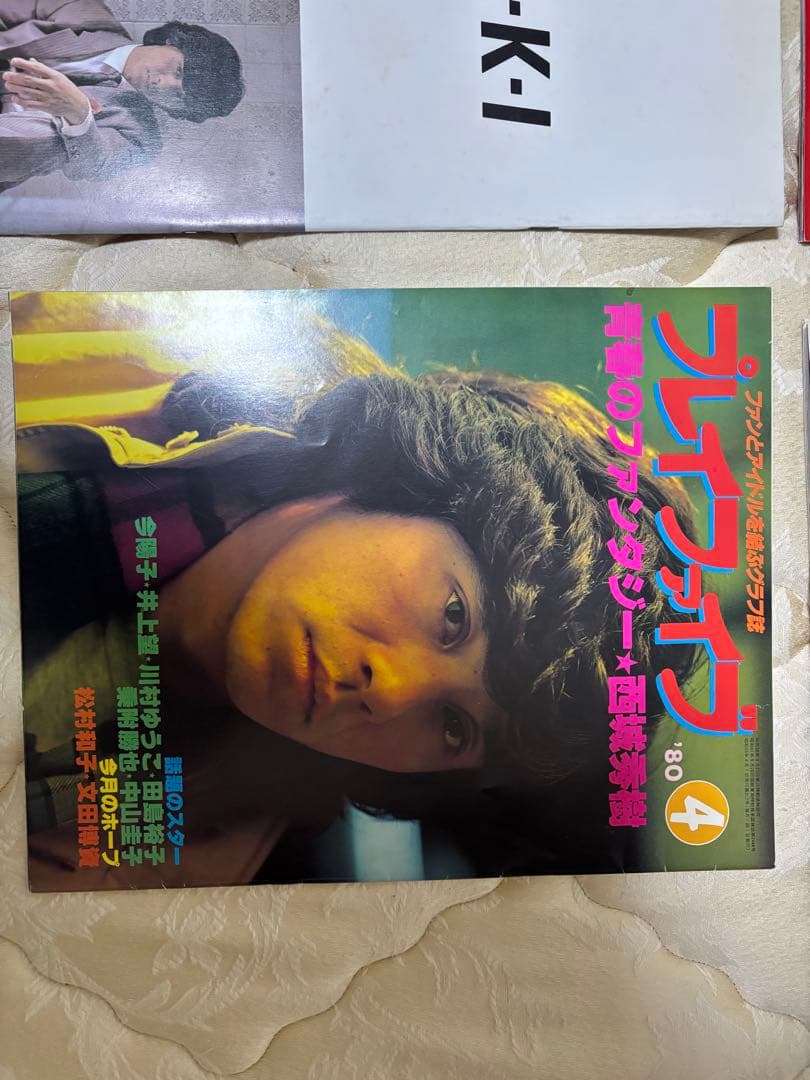 ・K・I
ファンとアイドルを結ぶグラフ誌
プレイファイブ
'80
4
青春のファンタジー★西城秀樹
話題のスター
今陽子・井上望・川村ゆうこ・田島裕子
乗附勝也・中山圭子
今月のホープ
松村和子・文田博貴